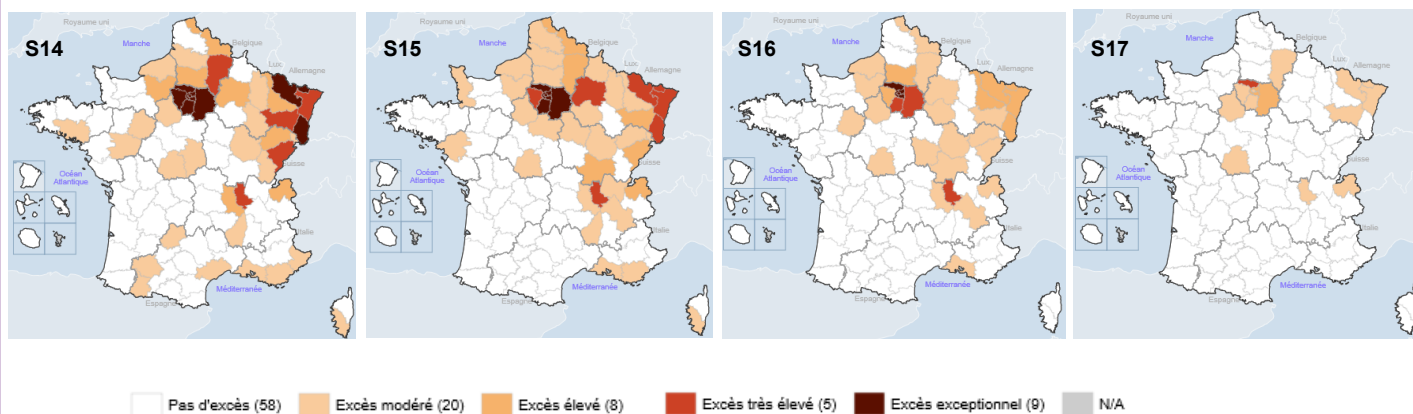 S14
Royaume uni
Manche
Belgique
Lux
Allemagne
Suisse
Océan
Atlantique
Italie
Méditerranée
Espagne
S15
Royaume uni
Manche
Belgique
Lux.
Allemagne
Suisse
Océan
Atlantique
Italie
Méditerranée
Espagne
S16
Royaume uni
Manche
Belgique
Lux
Allemagne
Suisse
Océan
Atlantique
Italie
Méditerranée
Espagne
S17
Royaume uni
Manche
Belgique
Lux
Allemagne
Suisse
Océan
Atlantique
Italie
Méditerranée
Espagne
Pas d'excès (58)
Excès modéré (20)
Excès élevé (8)
Excès très élevé (5)
Excès exceptionnel (9)
N/A